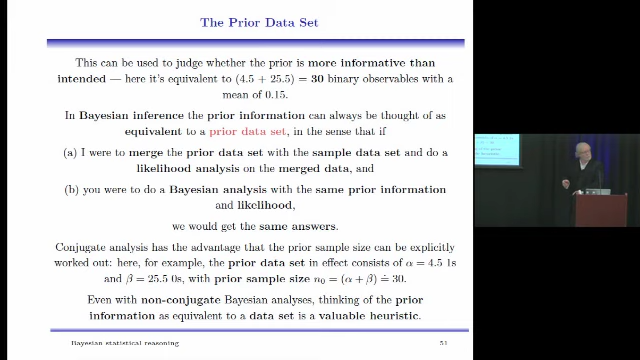 The Prior Data Set
This can be used to judge whether the prior is more informative than
intended — here it's equivalent to (4.5 + 25.5) = 30 binary observables with a
mean of 0.15.
In Bayesian inference the prior information can always be thought of as
equivalent to a prior data set, in the sense that if
(a) I were to merge the prior data set with the sample data set and do a
likelihood analysis on the merged data, and
(b) you were to do a Bayesian analysis with the same prior information
and likelihood,
we would get the same answers.
Conjugate analysis has the advantage that the prior sample size can be explicitly
worked out: here, for example, the prior data set in effect consists of α = 4.5 1s
and β = 25.5 0s, with prior sample size n₀ = (α + β) ≐ 30.
Even with non-conjugate Bayesian analyses, thinking of the prior
information as equivalent to a data set is a valuable heuristic.
Bayesian statistical reasoning 51